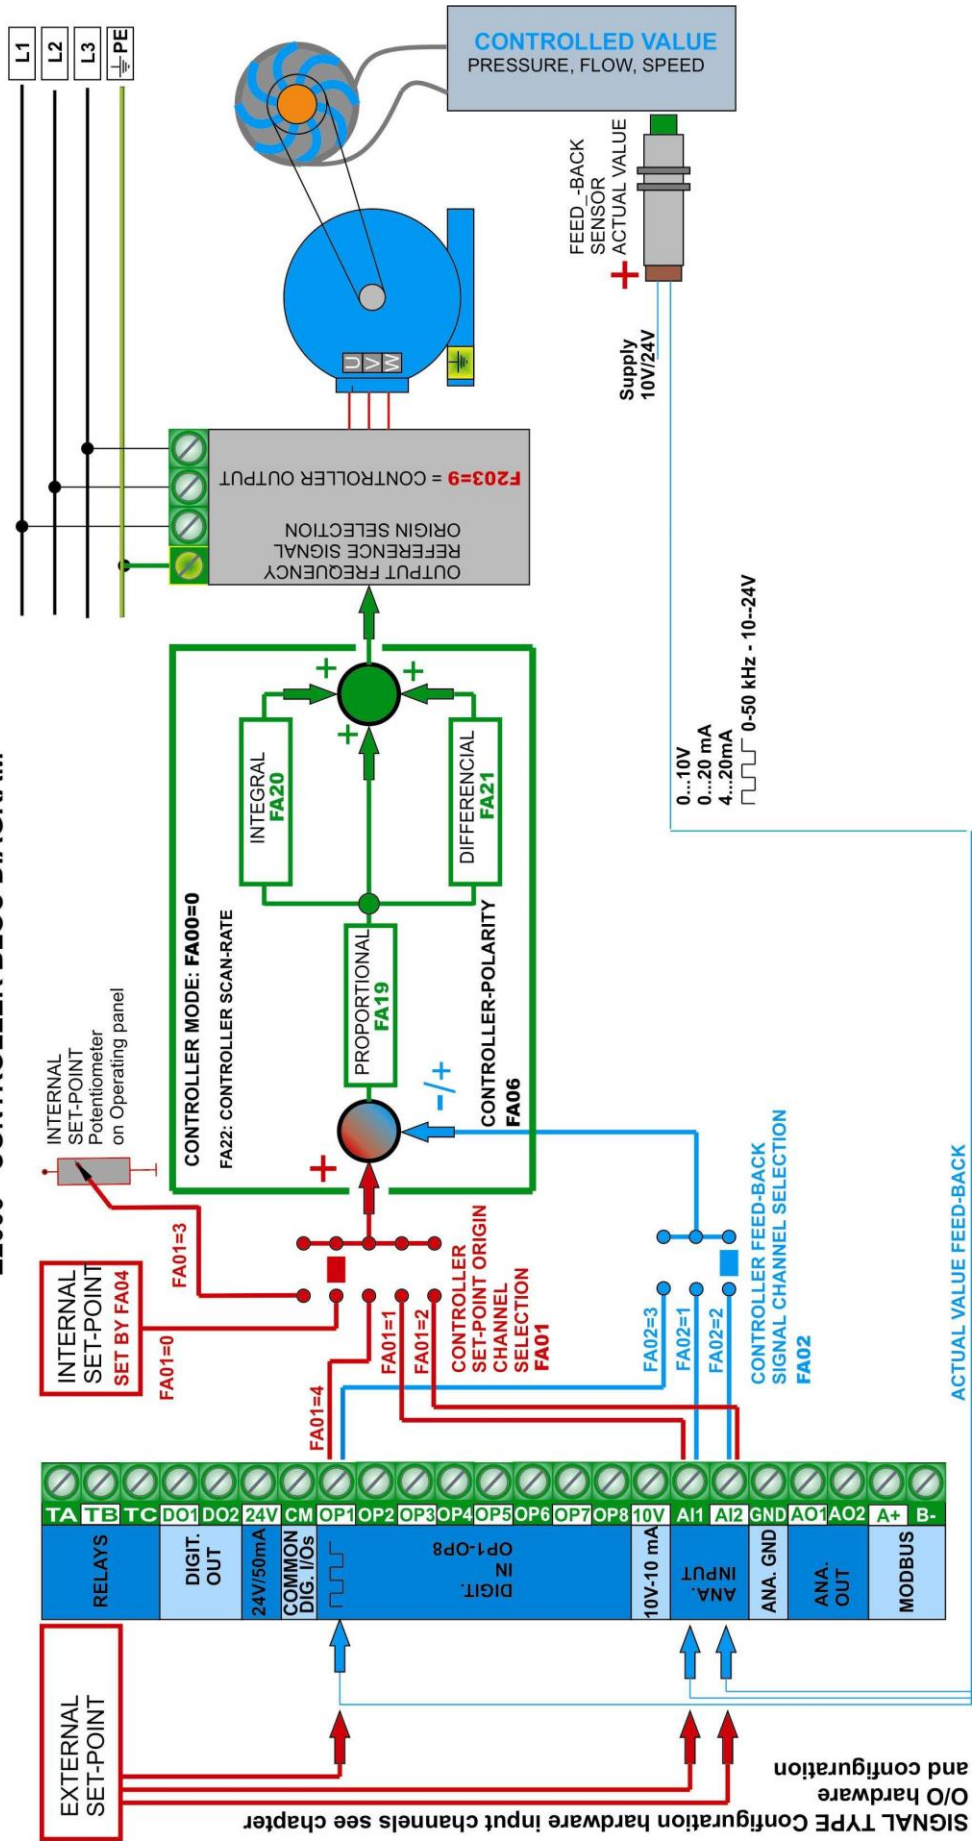 L1
L2
L3
PE
CONTROLLED VALUE
PRESSURE, FLOW, SPEED
FEED_-BACK
SENSOR
ACTUAL VALUE
+
Supply
10V/24V
U
V
W
OUTPUT FREQUENCY
REFERENCE SIGNAL
ORIGIN SELECTION
F203=9 = CONTROLLER OUTPUT
0...10V
0...20 mA
4...20mA
0-50 kHz - 10--24V
CONTROLLER MODE: FA00=0
FA22: CONTROLLER SCAN-RATE
INTEGRAL
FA20
PROPORTIONAL
FA19
DIFFERENCIAL
FA21
+
+
+
+
-/+
CONTROLLER-POLARITY
FA06
INTERNAL
SET-POINT
Potentiometer
on Operating panel
INTERNAL
SET-POINT
SET BY FA04
FA01=3
FA01=0
FA01=4
FA01=1
FA01=2
CONTROLLER
SET-POINT ORIGIN
CHANNEL
SELECTION
FA01
FA02=3
FA02=1
FA02=2
CONTROLLER FEED-BACK
SIGNAL CHANNEL SELECTION
FA02
ACTUAL VALUE FEED-BACK
TA TB TC DO1 DO2 24V CM OP1 OP2 OP3 OP4 OP5 OP6 OP7 OP8 10V AI1 AI2 GND AO1 AO2 A+ B-
RELAYS
DIGIT.
OUT
24V/50mA
COMMON
DIG. I/Os
DIGIT.
IN
OP1-OP8
10V-10 mA
ANA.
INPUT
ANA. GND
ANA.
OUT
MODBUS
EXTERNAL
SET-POINT
SIGNAL TYPE Configuration hardware input channels see chapter
O/O hardware
and configuration